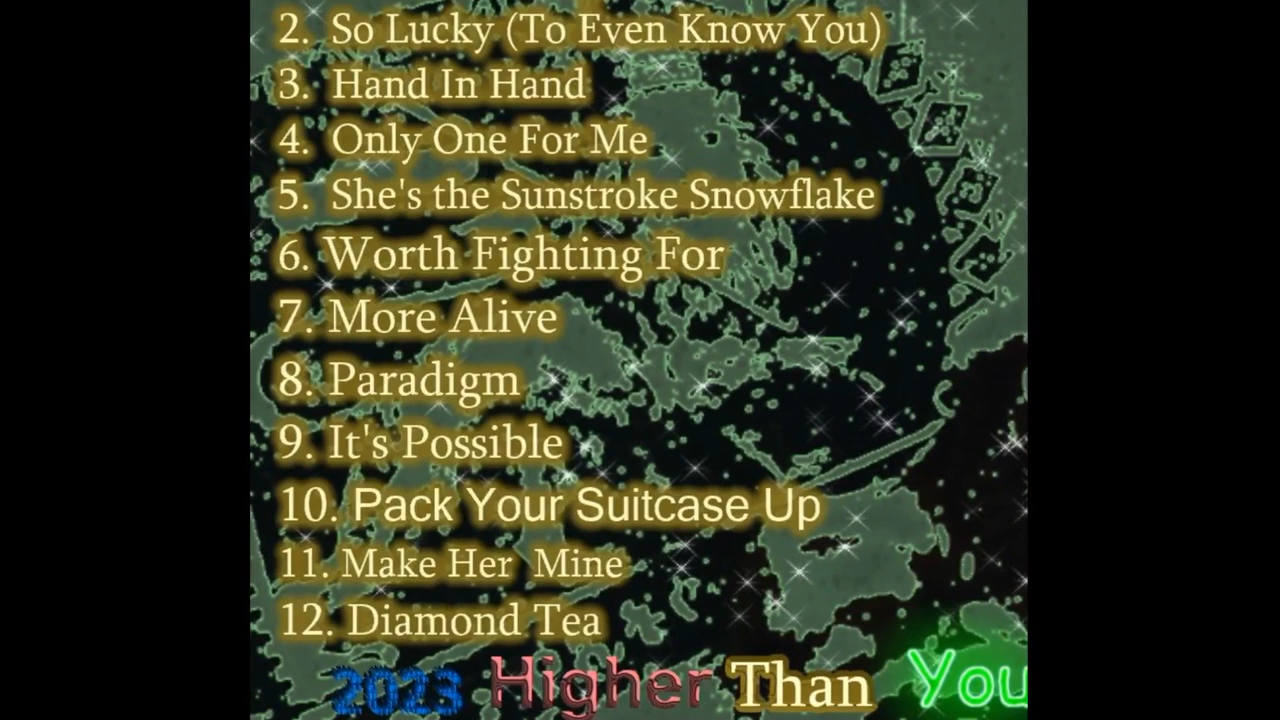 2. So Lucky (To Even Know You)
3. Hand In Hand
4. Only One For Me
5. She's the Sunstroke Snowflake
6. Worth Fighting For
7. More Alive
8. Paradigm
9. It's Possible
10. Pack Your Suitcase Up
11. Make Her Mine
12. Diamond Tea
2023 Higher Than You